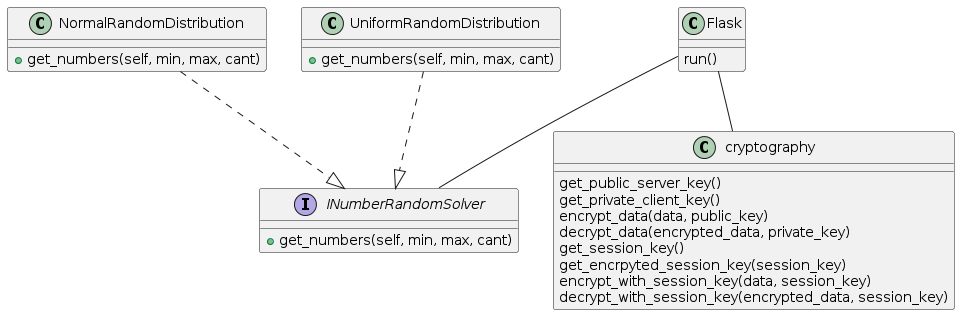 C NormalRandomDistribution
get_numbers(self, min, max, cant)
C UniformRandomDistribution
get_numbers(self, min, max, cant)
C Flask
run()
I INumberRandomSolver
get_numbers(self, min, max, cant)
C cryptography
get_public_server_key()
get_private_client_key()
encrypt_data(data, public_key)
decrypt_data(encrypted_data, private_key)
get_session_key()
get_encrpyted_session_key(session_key)
encrypt_with_session_key(data, session_key)
decrypt_with_session_key(encrypted_data, session_key)